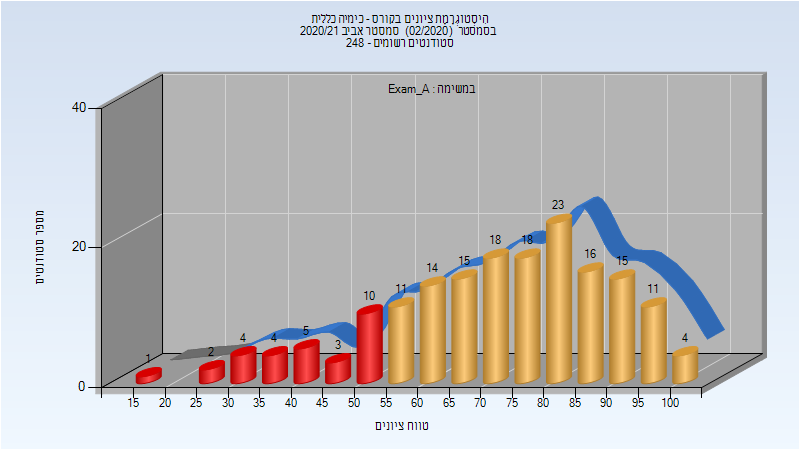 היסטוגרמת ציונים בקורס - כימיה כללית
בסמסטר (02/2020) סמסטר אביב 2020/21
סטודנטים רשומים - 248
במשימה : Exam_A
מספר סטודנטים
40
20
0
1
2
4
4
5
3
10
11
14
15
18
18
23
16
15
11
4
15 20 25 30 35 40 45 50 55 60 65 70 75 80 85 90 95 100
טווח ציונים